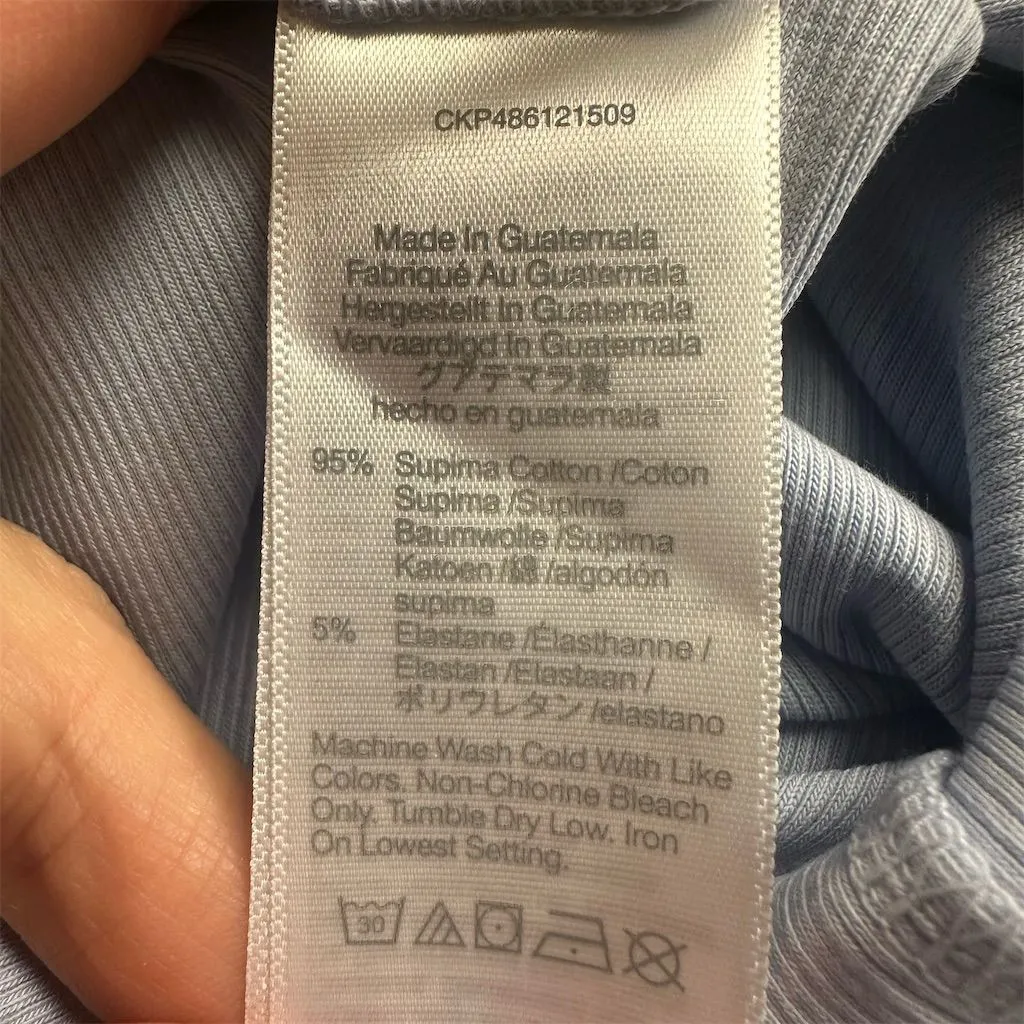 CKP486121509
Made In Guatemala
Fabriqué Au Guatemala
Hergestellt In Guatemala
Vervaardigd In Guatemala
グアテマラ製
hecho en guatemala
95% Supima Cotton /Coton
Supima /Supima
Baumwolle /Supima
Katoen /綿 /algodón
supima
5% Elastane /Élasthanne /
Elastan /Elastaan /
ポリウレタン /elastano
Machine Wash Cold With Like
Colors. Non-Chlorine Bleach
Only. Tumble Dry Low. Iron
On Lowest Setting.
30